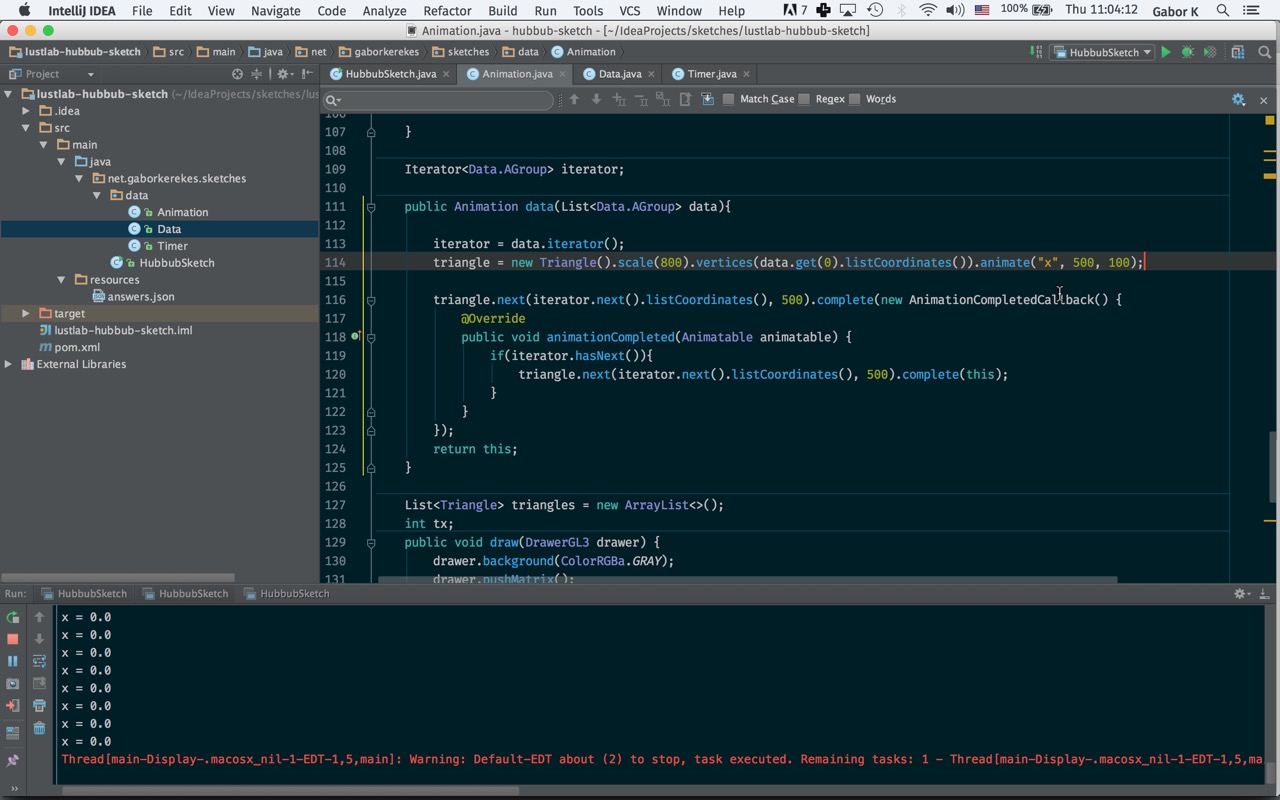 IntelliJ IDEA File Edit View Navigate Code Analyze Refactor Build Run Tools VCS Window Help 7 100% Thu 11:04:12 Gabor K
Animation.java - hubbub-sketch - [~/IdeaProjects/sketches/lustlab-hubbub-sketch]
lustlab-hubbub-sketch src main java net gaborkerekes sketches data Animation HubbubSketch
Project HubbubSketch.java Animation.java Data.java Timer.java
lustlab-hubbub-sketch (~/IdeaProjects/sketches/lus
.idea
src
main
java
net.gaborkerekes.sketches
data
Animation
Data
Timer
HubbubSketch
resources
answers.json
target
lustlab-hubbub-sketch.iml
pom.xml
External Libraries
Match Case Regex Words
107 }
108
109 Iterator<Data.AGroup> iterator;
110
111 public Animation data(List<Data.AGroup> data){
112
113 iterator = data.iterator();
114 triangle = new Triangle().scale(800).vertices(data.get(0).listCoordinates()).animate("x", 500, 100);
115
116 triangle.next(iterator.next().listCoordinates(), 500).complete(new AnimationCompletedCallback() {
117 @Override
118 public void animationCompleted(Animatable animatable) {
119 if(iterator.hasNext()){
120 triangle.next(iterator.next().listCoordinates(), 500).complete(this);
121 }
122 }
123 });
124 return this;
125 }
126
127 List<Triangle> triangles = new ArrayList<>();
128 int tx;
129 public void draw(DrawerGL3 drawer) {
130 drawer.background(ColorRGBa.GRAY);
131 drawer.pushMatrix();
Run: HubbubSketch HubbubSketch HubbubSketch
x = 0.0
x = 0.0
x = 0.0
x = 0.0
x = 0.0
x = 0.0
x = 0.0
x = 0.0
Thread[main-Display-.macosx_nil-1-EDT-1,5,main]: Warning: Default-EDT about (2) to stop, task executed. Remaining tasks: 1 - Thread[main-Display-.macosx_nil-1-EDT-1,5,ma